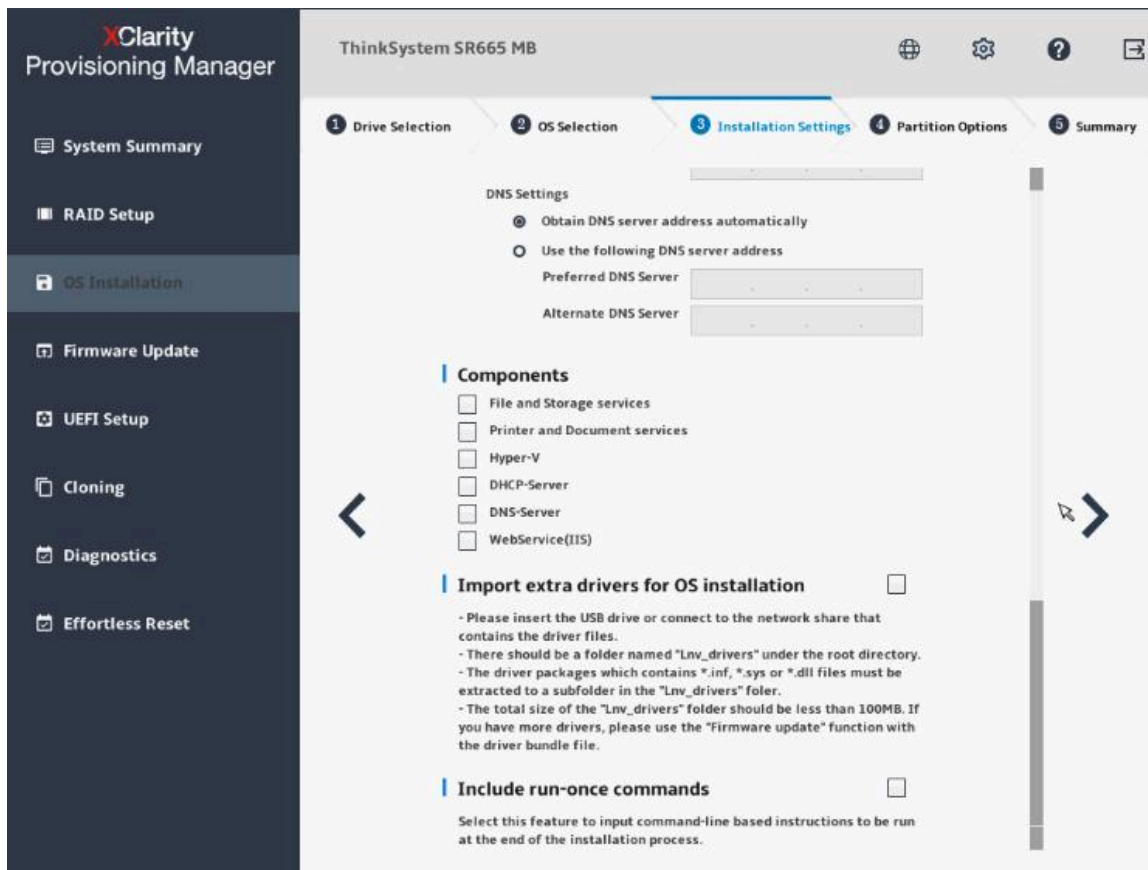 XClarity
Provisioning Manager
ThinkSystem SR665 MB
System Summary
RAID Setup
OS Installation
Firmware Update
UEFI Setup
Cloning
Diagnostics
Effortless Reset
1 Drive Selection
2 OS Selection
3 Installation Settings
4 Partition Options
5 Summary
DNS Settings
Obtain DNS server address automatically
Use the following DNS server address
Preferred DNS Server
Alternate DNS Server
Components
File and Storage services
Printer and Document services
Hyper-V
DHCP-Server
DNS-Server
WebService(IIS)
Import extra drivers for OS installation
- Please insert the USB drive or connect to the network share that
contains the driver files.
- There should be a folder named "Lnv_drivers" under the root directory.
- The driver packages which contains *.inf, *.sys or *.dll files must be
extracted to a subfolder in the "Lnv_drivers" foler.
- The total size of the "Lnv_drivers" folder should be less than 100MB. If
you have more drivers, please use the "Firmware update" function with
the driver bundle file.
Include run-once commands
Select this feature to input command-line based instructions to be run
at the end of the installation process.